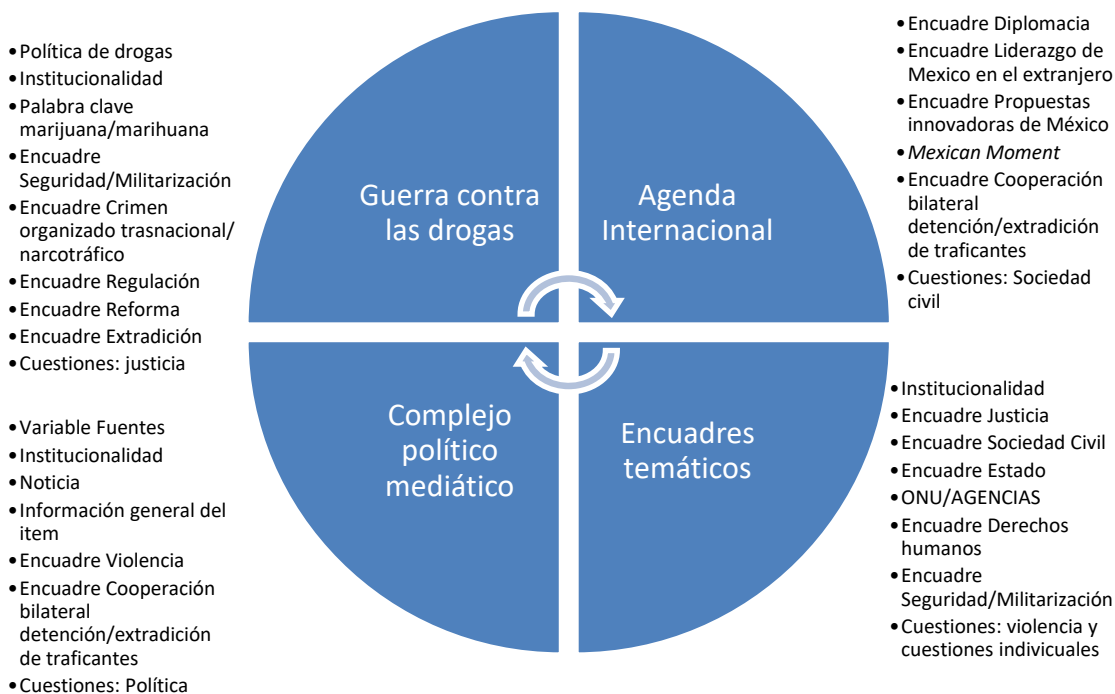 •Política de drogas
•Institucionalidad
•Palabra clave
marijuana/marihuana
•Encuadre
Seguridad/Militarización
•Encuadre Crimen
organizado trasnacional/
narcotráfico
•Encuadre Regulación
•Encuadre Reforma
•Encuadre Extradición
•Cuestiones: justicia
Guerra contra
las drogas
Agenda
Internacional
•Encuadre Diplomacia
•Encuadre Liderazgo de
Mexico en el extranjero
•Encuadre Propuestas
innovadoras de México
•Mexican Moment
•Encuadre Cooperación
bilateral
detención/extradición
de traficantes
•Cuestiones: Sociedad
civil
•Variable Fuentes
•Institucionalidad
•Noticia
•Información general del
item
•Encuadre Violencia
•Encuadre Cooperación
bilateral
detención/extradición
de traficantes
•Cuestiones: Política
Complejo
político
mediático
Encuadres
temáticos
•Institucionalidad
•Encuadre Justicia
•Encuadre Sociedad Civil
•Encuadre Estado
•ONU/AGENCIAS
•Encuadre Derechos
humanos
•Encuadre
Seguridad/Militarización
•Cuestiones: violencia y
cuestiones indivicuales